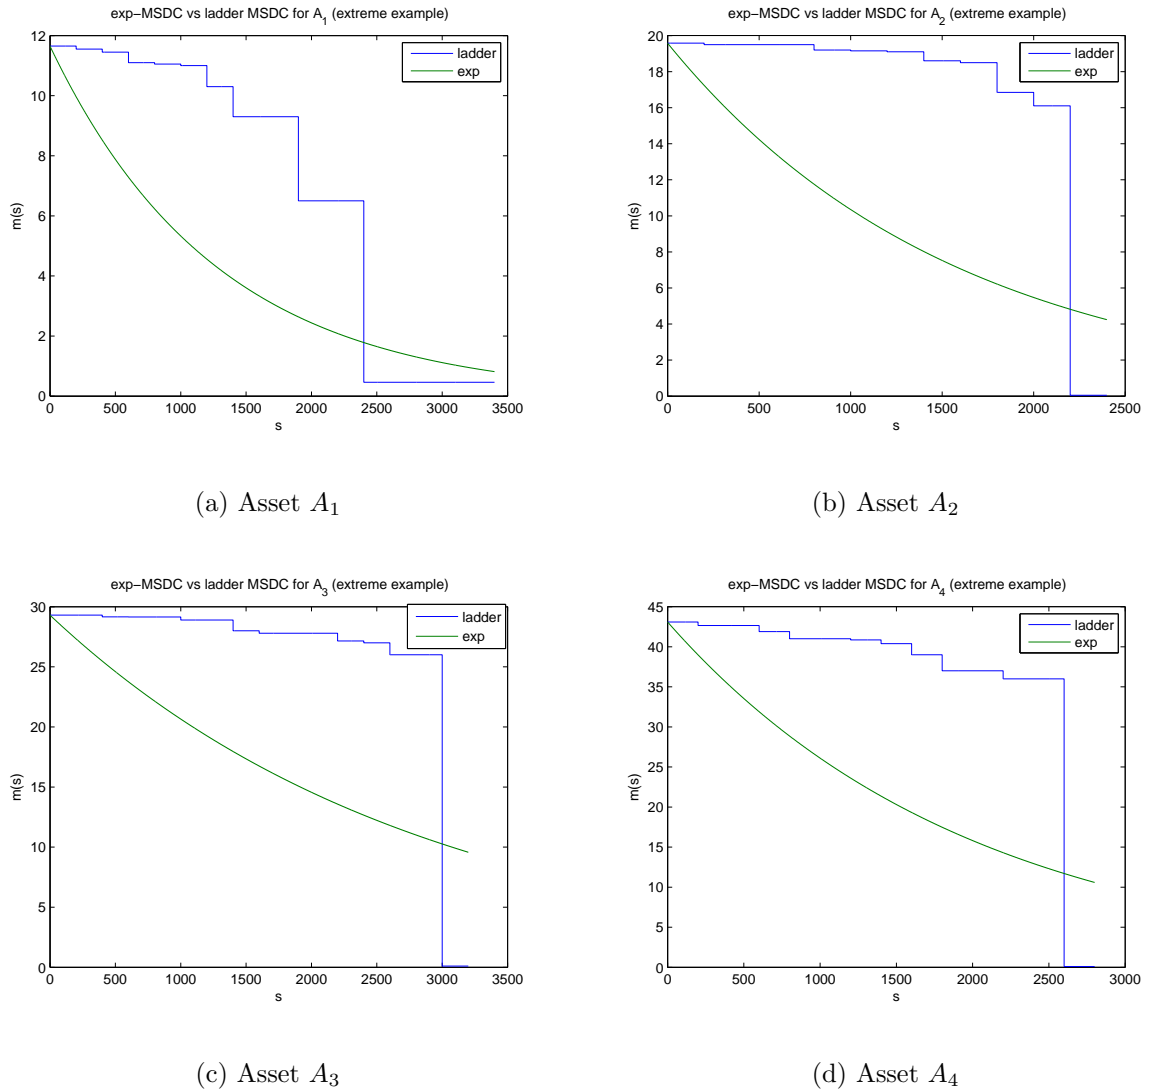 exp−MSDC vs ladder MSDC for A1 (extreme example)
12
10
8
6
4
2
0
m(s)
ladder
exp
0 500 1000 1500 2000 2500 3000 3500
s
(a) Asset A1
exp−MSDC vs ladder MSDC for A2 (extreme example)
20
18
16
14
12
10
8
6
4
2
0
m(s)
ladder
exp
0 500 1000 1500 2000 2500
s
(b) Asset A2
exp−MSDC vs ladder MSDC for A3 (extreme example)
30
25
20
15
10
5
0
m(s)
ladder
exp
0 500 1000 1500 2000 2500 3000 3500
s
(c) Asset A3
exp−MSDC vs ladder MSDC for A4 (extreme example)
45
40
35
30
25
20
15
10
5
0
m(s)
ladder
exp
0 500 1000 1500 2000 2500 3000
s
(d) Asset A4